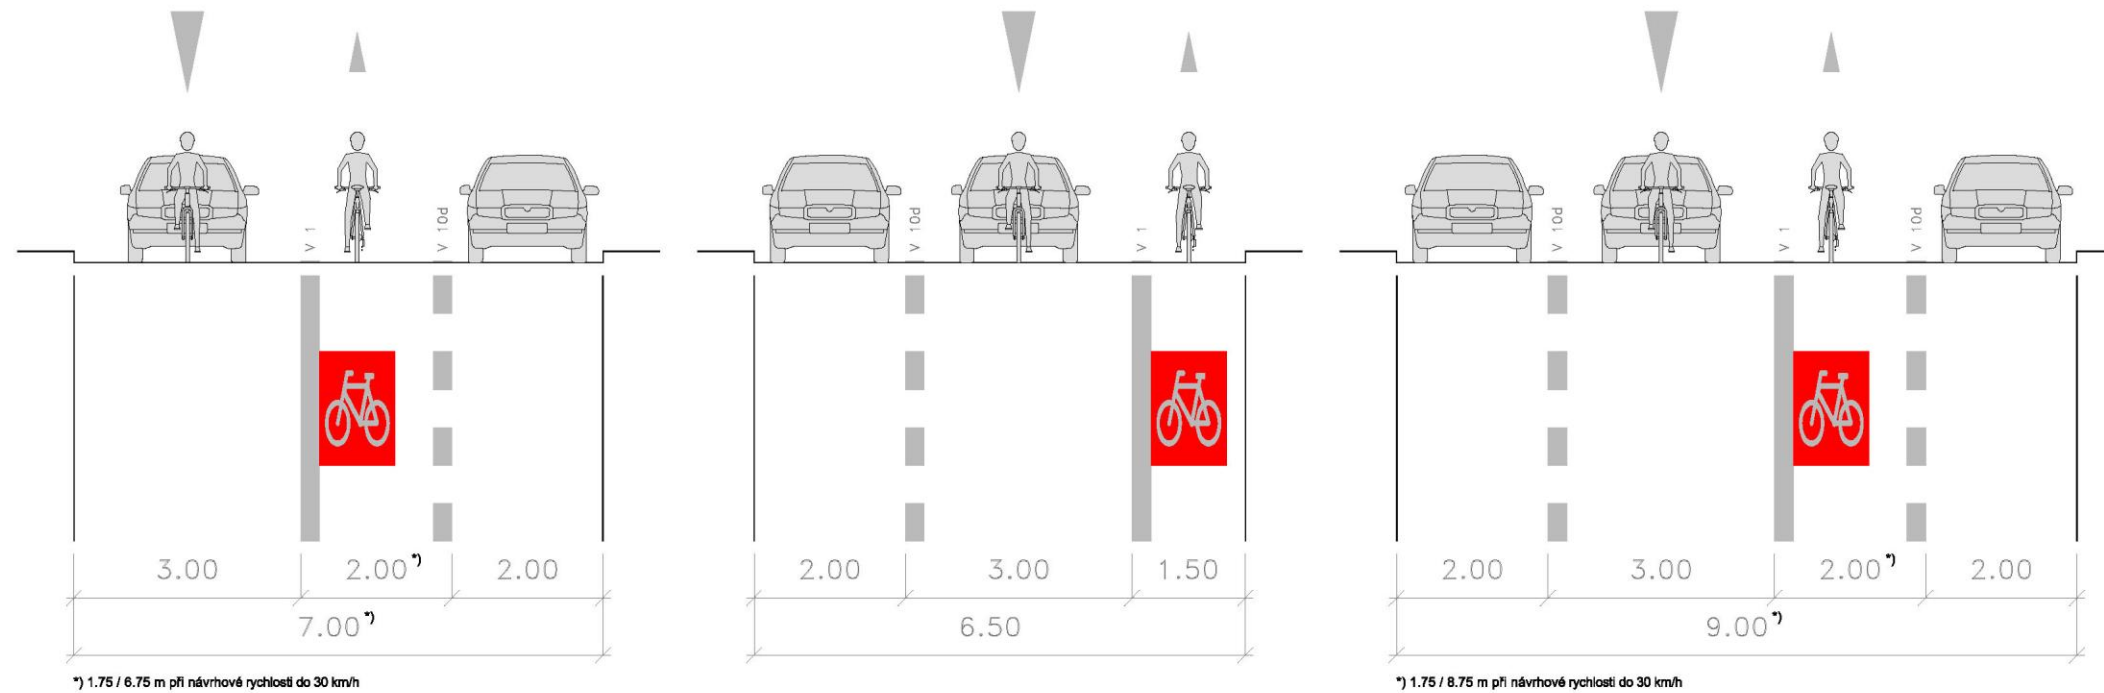 V 1
V 10d
V 10d
V 1
V 10d
V 1
V 10d
3.00
2.00 *)
2.00
7.00 *)
*) 1.75 / 6.75 m při návrhové rychlosti do 30 km/h
2.00
3.00
1.50
6.50
2.00
3.00
2.00 *)
2.00
9.00 *)
*) 1.75 / 8.75 m při návrhové rychlosti do 30 km/h